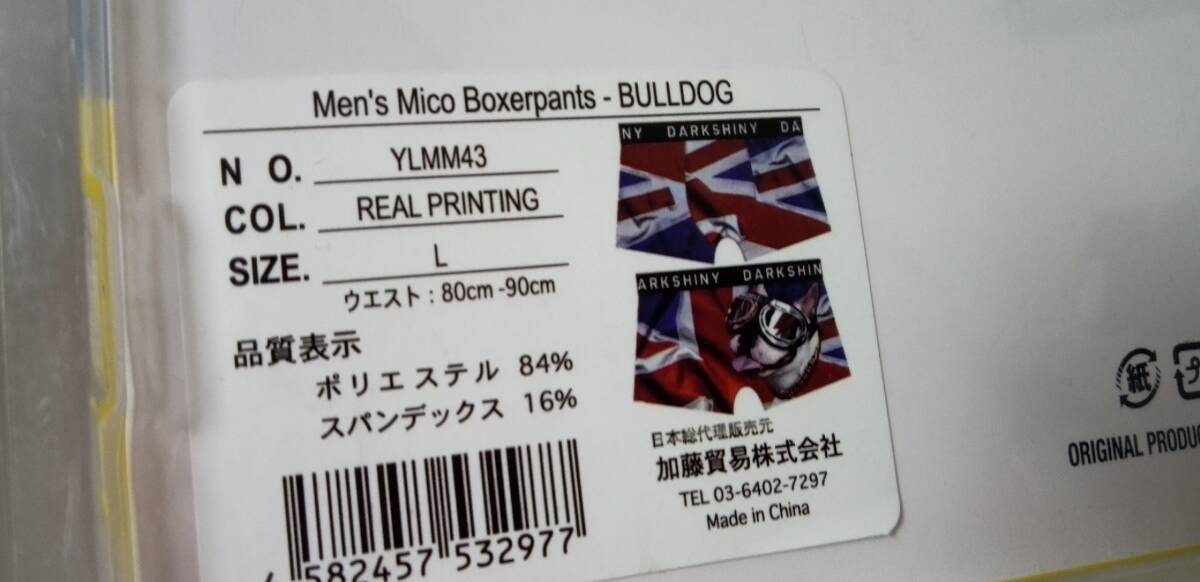 Men's Mico Boxerpants - BULLDOG
N O. YLMM43
COL. REAL PRINTING
SIZE. L
ウエスト：80cm -90cm
品質表示
ポリエステル 84%
スパンデックス 16%
4 582457 532977
NY DARKSHINY DA
ARKSHINY DARKSHIN
日本総代理販売元
加藤貿易株式会社
TEL 03-6402-7297
Made in China
紙
ORIGINAL PRODUC